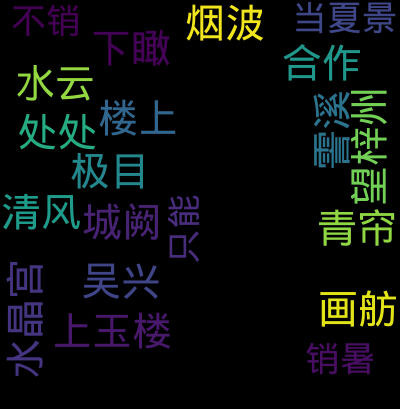 不销
烟波
当夏景
下瞰
合作
水云
楼上
处处
霅溪
望梓州
极目
清风
城阙
只能
青帘
吴兴
水晶宫
画舫
上玉楼
销暑